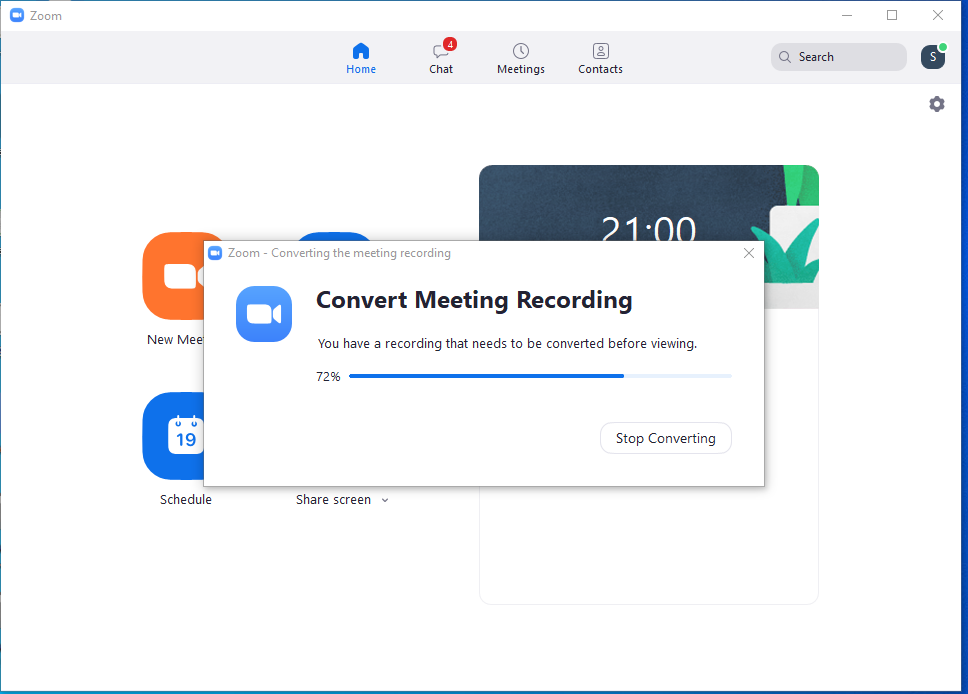 Zoom
Home
4
Chat
Meetings
Contacts
Search
S
21:00
Zoom - Converting the meeting recording
Convert Meeting Recording
You have a recording that needs to be converted before viewing.
72%
Stop Converting
New Mee
19
Schedule
Share screen